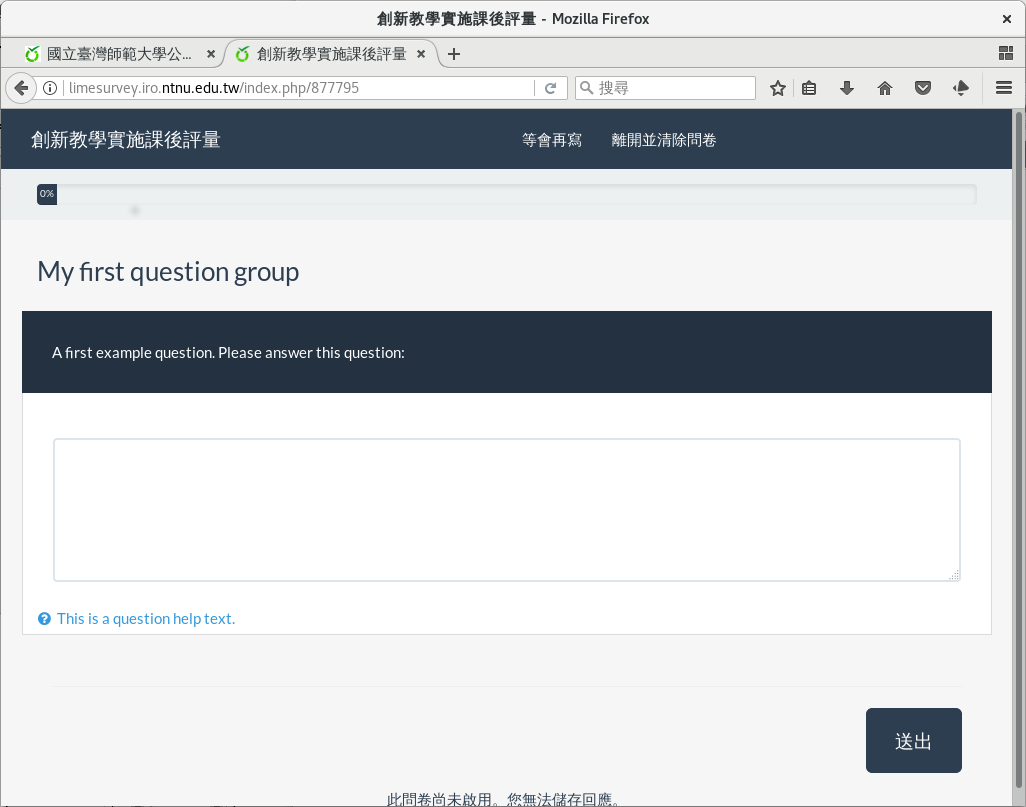 創新教學實施課後評量 - Mozilla Firefox
國立臺灣師範大學公... 創新教學實施課後評量
limesurvey.iro.ntnu.edu.tw/index.php/877795 搜尋
創新教學實施課後評量 等會再寫 離開並清除問卷
0%
My first question group
A first example question. Please answer this question:
This is a question help text.
送出
此問卷尚未啟用。您無法儲存回應。